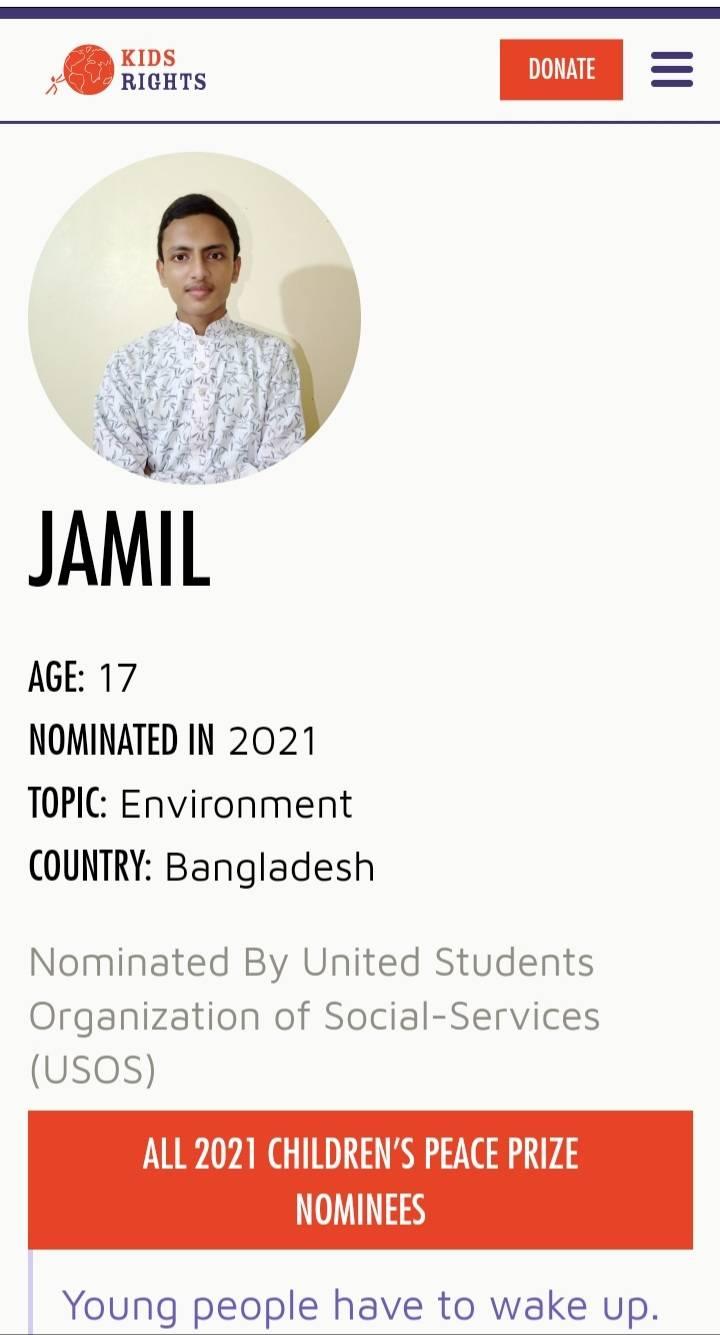 KIDS
RIGHTS
DONATE
JAMIL
AGE: 17
NOMINATED IN 2021
TOPIC: Environment
COUNTRY: Bangladesh
Nominated By United Students
Organization of Social-Services
(USOS)
ALL 2021 CHILDREN’S PEACE PRIZE
NOMINEES
Young people have to wake up.